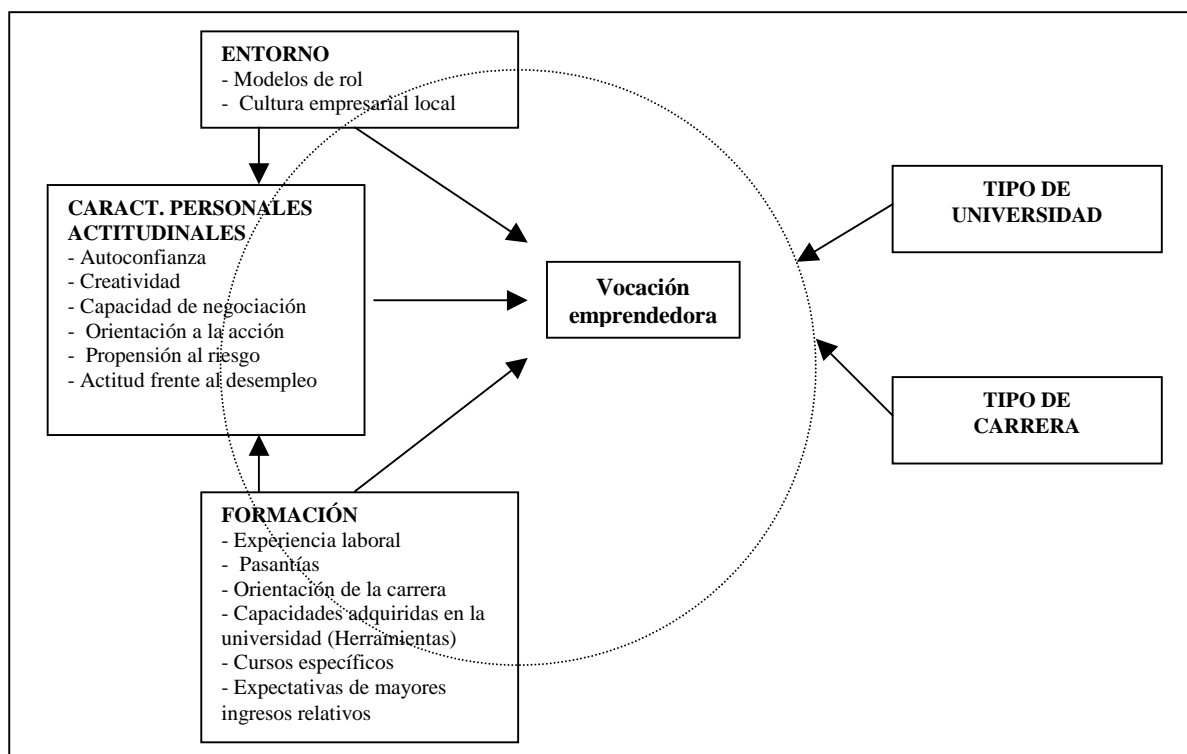 ENTORNO
- Modelos de rol
- Cultura empresarial local
CARACT. PERSONALES
ACTITUDINALES
- Autoconfianza
- Creatividad
- Capacidad de negociación
- Orientación a la acción
- Propensión al riesgo
- Actitud frente al desempleo
Vocación
emprendedora
TIPO DE
UNIVERSIDAD
TIPO DE
CARRERA
FORMACIÓN
- Experiencia laboral
- Pasantías
- Orientación de la carrera
- Capacidades adquiridas en la
universidad (Herramientas)
- Cursos específicos
- Expectativas de mayores
ingresos relativos